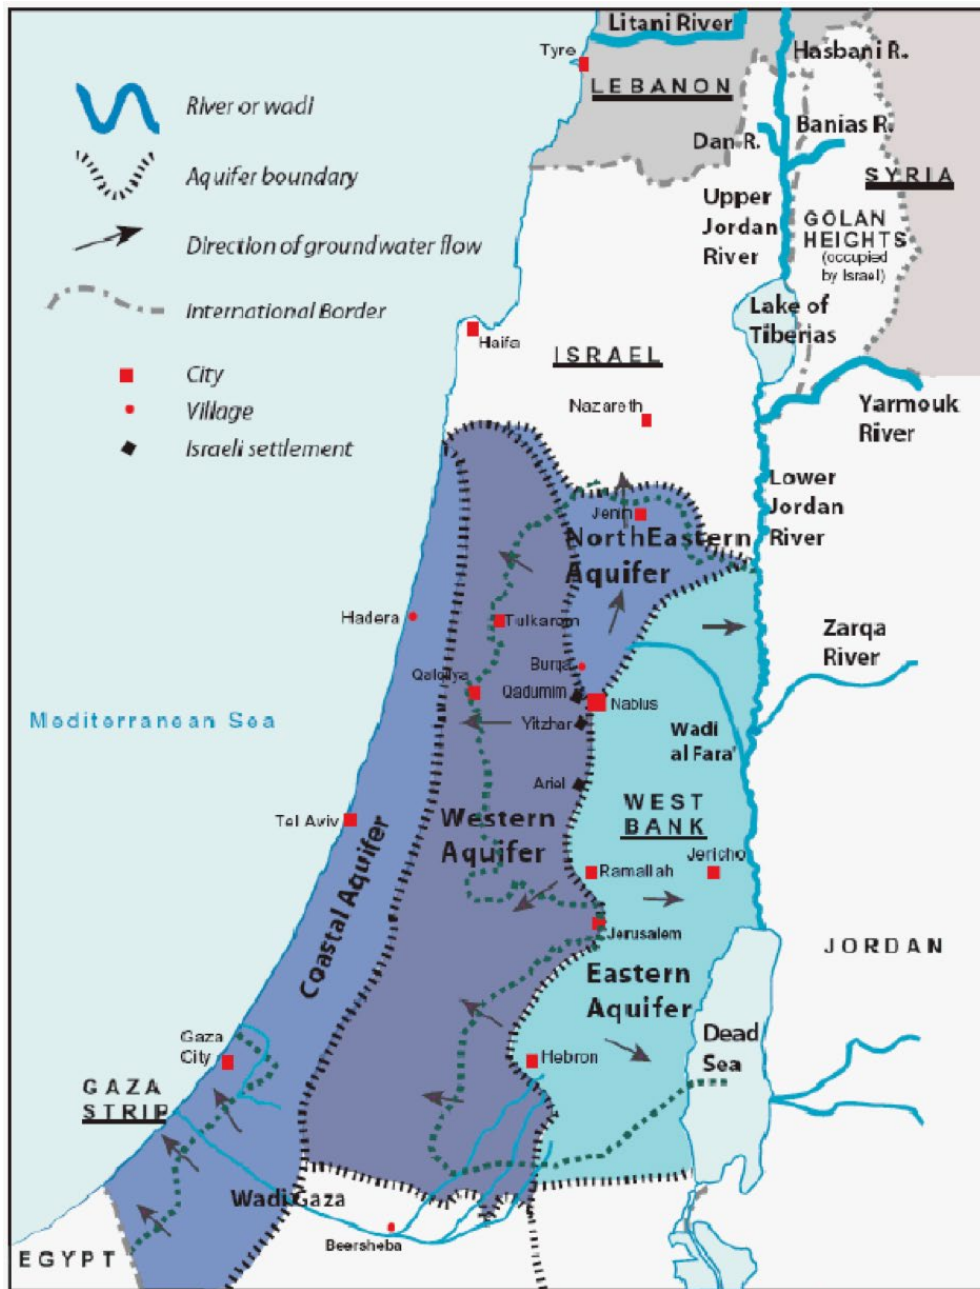 Litani River
Hasbani R.
Tyre
LEBANON
River or wadi
Banias R.
Dan R.
SYRIA
Aquifer boundary
Upper
Jordan
River
GOLAN
HEIGHTS
(occupied
by Israel)
Direction of groundwater flow
International Border
Lake of
Tiberias
Haifa
ISRAEL
City
Nazareth
Village
Yarmouk
River
Israeli settlement
Lower
Jordan
River
Jenin
NorthEastern
Aquifer
Hadera
Tulkarem
Zarqa
River
Burqa
Qalqilya
Qadumim
Nablus
Mediterranean Sea
Yitzhar
Wadi
al Fara'
Ariel
WEST
BANK
Tel Aviv
Western
Aquifer
Jericho
Ramallah
Coastal Aquifer
Jerusalem
JORDAN
Eastern
Aquifer
Gaza
City
Hebron
Dead
Sea
GAZA
STRIP
Wadi Gaza
Beersheba
EGYPT